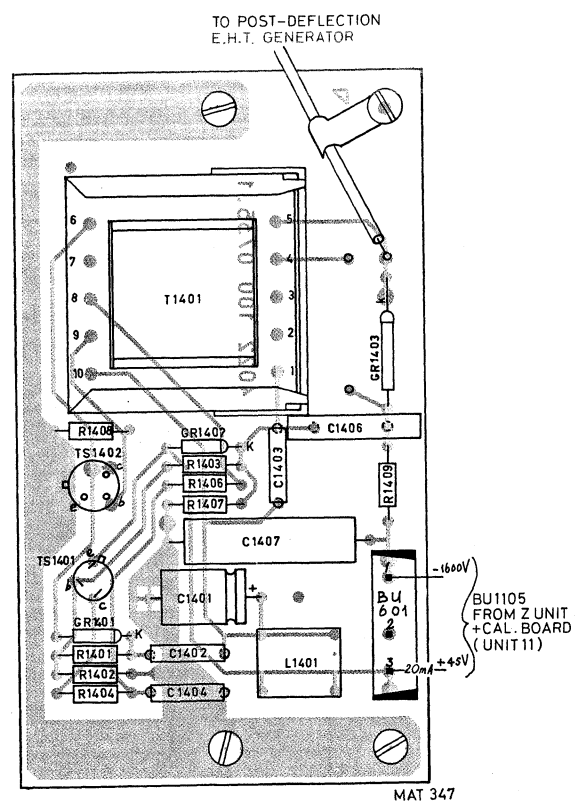 TO POST-DEFLECTION
E.H.T. GENERATOR
6
5
7
4
T1401
8
3
9
2
10
1
K
GR1403
C1406
R1408
GR1407
K
TS1402
c
b
e
R1403
R1406
R1407
C1403
R1409
C1407
TS1401
e
b
c
C1401
+
1
BU
601
2
3
-1600V
20mA
+45V
BU1105
FROM Z UNIT
+CAL. BOARD
(UNIT 11)
GR1401
K
R1401
R1402
R1404
C1402
C1404
L1401
MAT 347